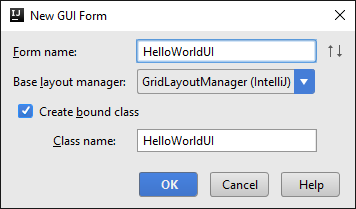 New GUI Form
Form name: HelloWorldUI
Base layout manager: GridLayoutManager (IntelliJ)
Create bound class
Class name: HelloWorldUI
OK Cancel Help